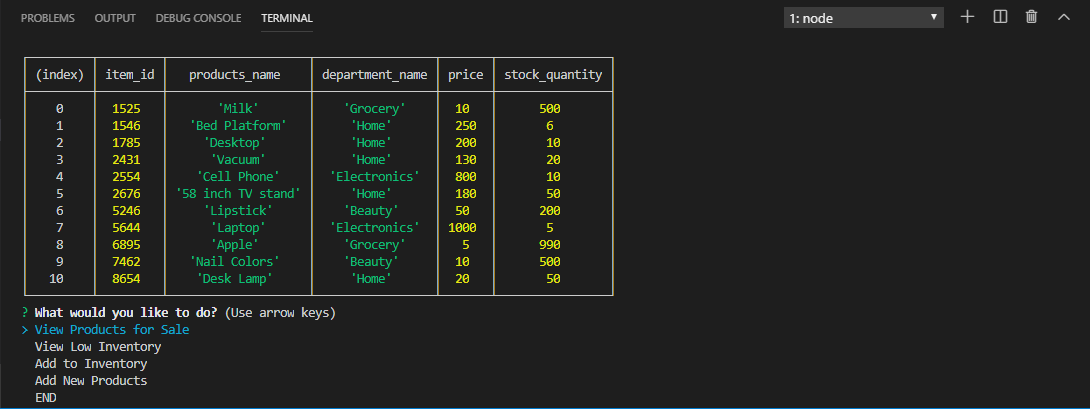 PROBLEMS OUTPUT DEBUG CONSOLE TERMINAL 1: node
(index) item_id products_name department_name price stock_quantity
0 1525 'Milk' 'Grocery' 10 500
1 1546 'Bed Platform' 'Home' 250 6
2 1785 'Desktop' 'Home' 200 10
3 2431 'Vacuum' 'Home' 130 20
4 2554 'Cell Phone' 'Electronics' 800 10
5 2676 '58 inch TV stand' 'Home' 180 50
6 5246 'Lipstick' 'Beauty' 50 200
7 5644 'Laptop' 'Electronics' 1000 5
8 6895 'Apple' 'Grocery' 5 990
9 7462 'Nail Colors' 'Beauty' 10 500
10 8654 'Desk Lamp' 'Home' 20 50
? What would you like to do? (Use arrow keys)
> View Products for Sale
View Low Inventory
Add to Inventory
Add New Products
END